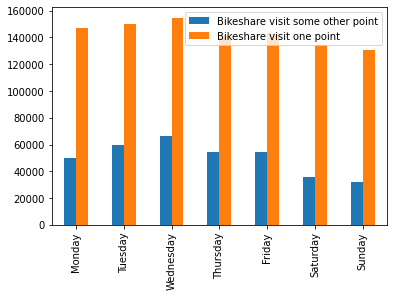 160000
140000
120000
100000
80000
60000
40000
20000
0
Bikeshare visit some other point
Bikeshare visit one point
Monday
Tuesday
Wednesday
Thursday
Friday
Saturday
Sunday